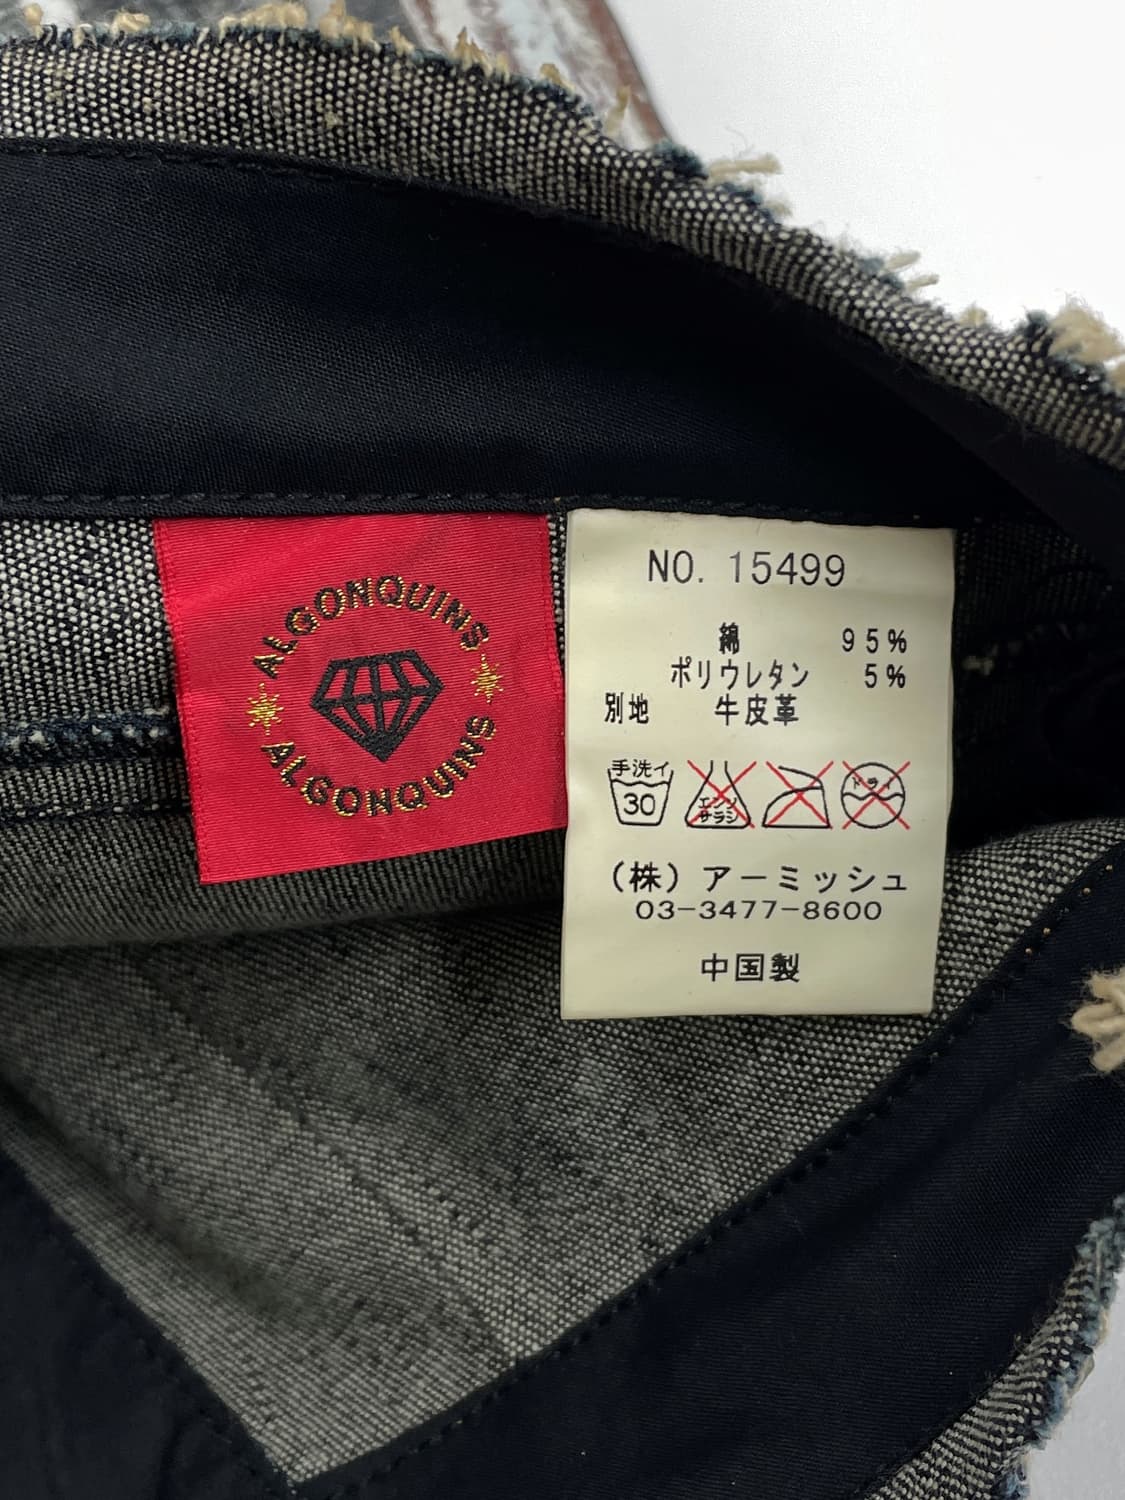 ALGONQUINS
ALGONQUINS
NO. 15499
綿 95%
ポリウレタン 5%
別地 牛皮革
手洗イ
30
エンソ
サラシ
ドライ
(株)アーミッシュ
03-3477-8600
中国製